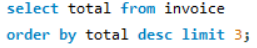 select total from invoice
order by total desc limit 3;